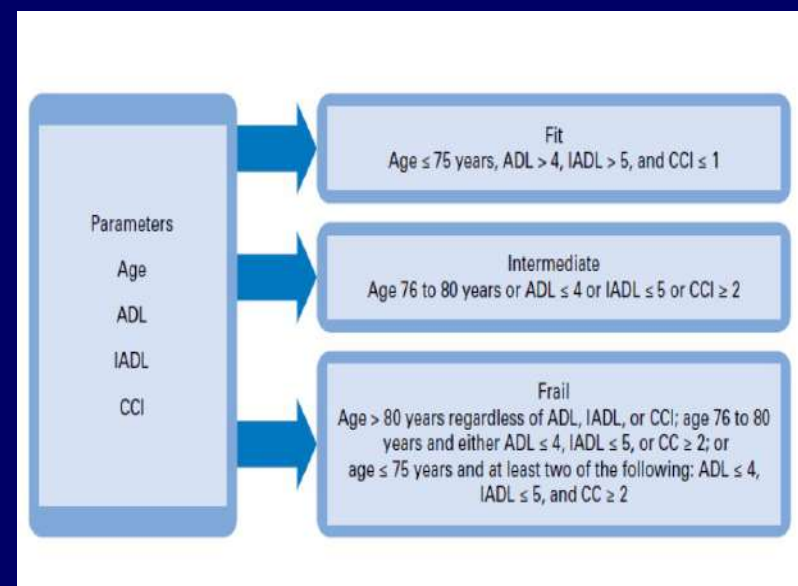 Parameters
Age
ADL
IADL
CCI
Fit
Age ≤ 75 years, ADL > 4, IADL > 5, and CCI ≤ 1
Intermediate
Age 76 to 80 years or ADL ≤ 4 or IADL ≤ 5 or CCI ≥ 2
Frail
Age > 80 years regardless of ADL, IADL, or CCI; age 76 to 80
years and either ADL ≤ 4, IADL ≤ 5, or CC ≥ 2; or
age ≤ 75 years and at least two of the following: ADL ≤ 4,
IADL ≤ 5, and CC ≥ 2